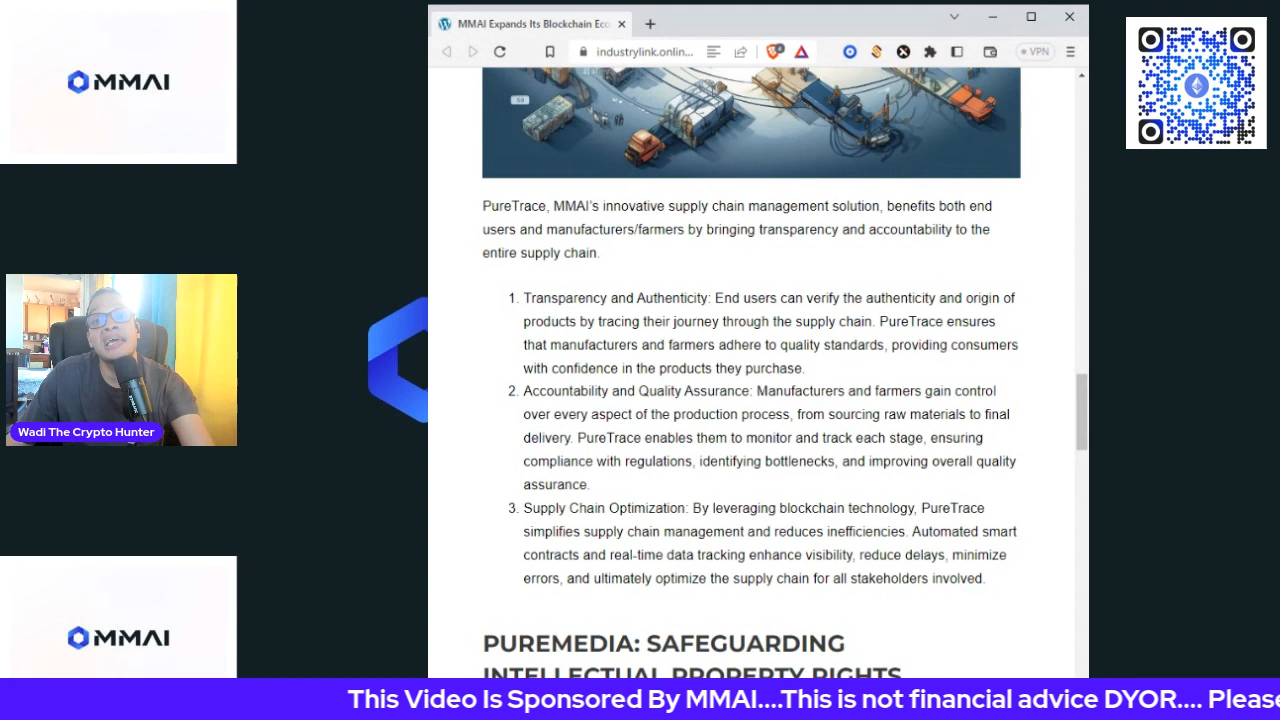 MMAI
Wadi The Crypto Hunter
MMAI
MMAI Expands Its Blockchain Eco
industrylink.onlin...
4
VPN
PureTrace, MMAI's innovative supply chain management solution, benefits both end
users and manufacturers/farmers by bringing transparency and accountability to the
entire supply chain.
1. Transparency and Authenticity: End users can verify the authenticity and origin of
products by tracing their journey through the supply chain. PureTrace ensures
that manufacturers and farmers adhere to quality standards, providing consumers
with confidence in the products they purchase.
2. Accountability and Quality Assurance: Manufacturers and farmers gain control
over every aspect of the production process, from sourcing raw materials to final
delivery. PureTrace enables them to monitor and track each stage, ensuring
compliance with regulations, identifying bottlenecks, and improving overall quality
assurance.
3. Supply Chain Optimization: By leveraging blockchain technology, PureTrace
simplifies supply chain management and reduces inefficiencies. Automated smart
contracts and real-time data tracking enhance visibility, reduce delays, minimize
errors, and ultimately optimize the supply chain for all stakeholders involved.
PUREMEDIA: SAFEGUARDING
INTELLECTUAL PROPERTY RIGHTS
This Video Is Sponsored By MMAI....This is not financial advice DYOR.... Please